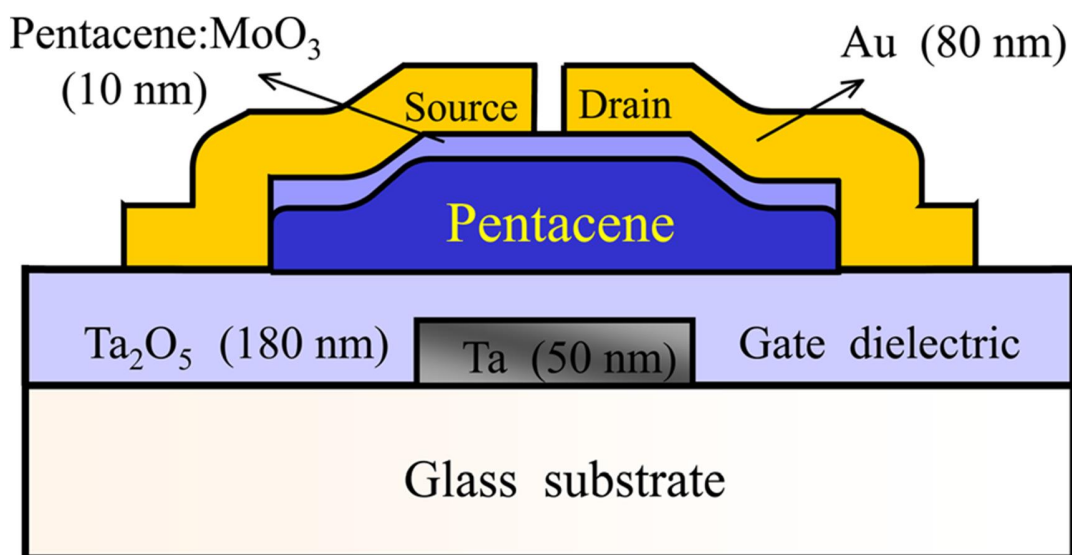 Pentacene:MoO₃
(10 nm)
Au (80 nm)
Source
Drain
Pentacene
Ta₂O₅ (180 nm)
Ta (50 nm)
Gate dielectric
Glass substrate